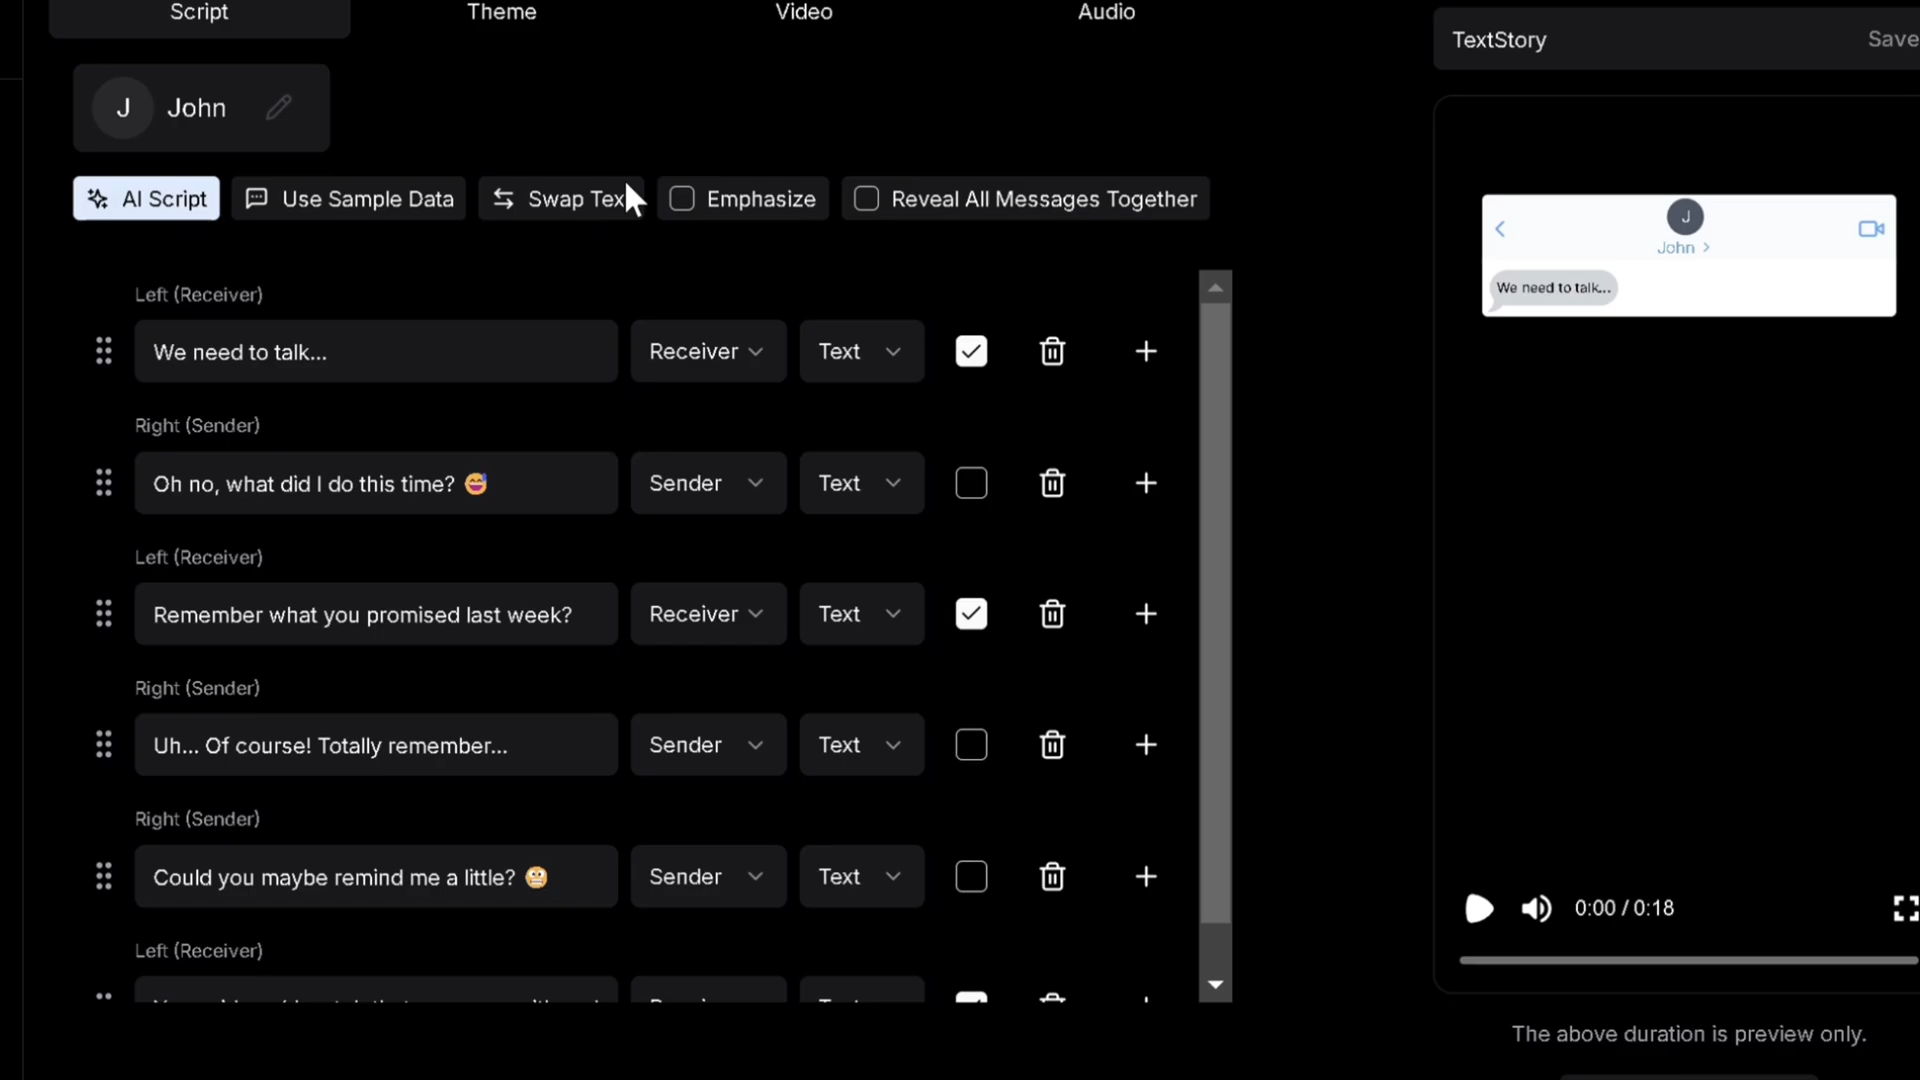 Script Theme Video Audio
TextStory Save
J John
AI Script Use Sample Data Swap Tex Emphasize Reveal All Messages Together
J
John >
We need to talk...
Left (Receiver)
We need to talk... Receiver Text
Right (Sender)
Oh no, what did I do this time? 😅 Sender Text
Left (Receiver)
Remember what you promised last week? Receiver Text
Right (Sender)
Uh... Of course! Totally remember... Sender Text
Right (Sender)
Could you maybe remind me a little? 😬 Sender Text
Left (Receiver)
0:00 / 0:18
The above duration is preview only.